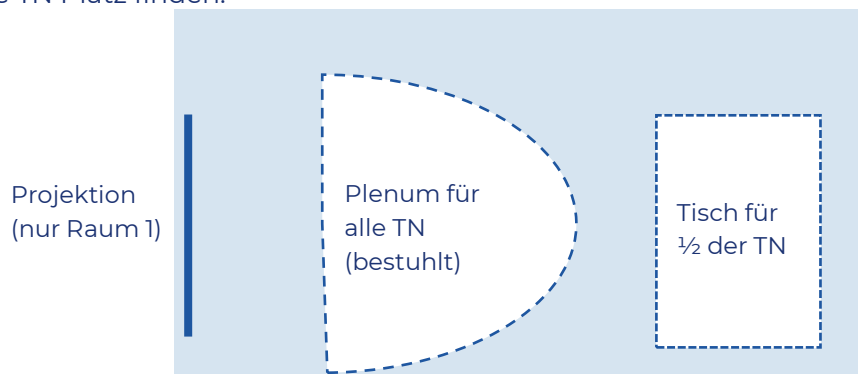 TN Platz finden.
Projektion
(nur Raum 1)
Plenum für
alle TN
(bestuhlt)
Tisch für
½ der TN